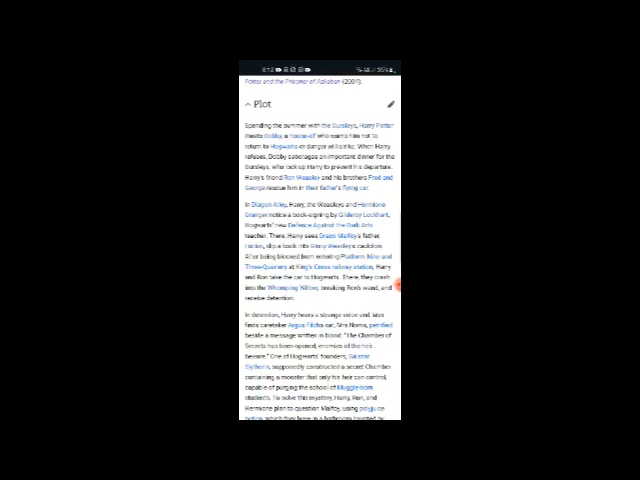 Potter and the Prisoner of Azkaban (2004).
Plot
Spending the summer with the Dursleys, Harry Potter
meets Dobby, a house-elf who warns him not to
return to Hogwarts or danger will strike. When Harry
refuses, Dobby sabotages an important dinner for the
Dursleys, who lock up Harry to prevent his departure.
Harry's friend Ron Weasley and his brothers Fred and
George rescue him in their father's flying car.
In Diagon Alley, Harry, the Weasleys and Hermione
Granger notice a book-signing by Gilderoy Lockhart,
Hogwarts' new Defence Against the Dark Arts
teacher. There, Harry sees Draco Malfoy's father,
Lucius, slip a book into Ginny Weasley's cauldron.
After being blocked from entering Platform Nine and
Three-Quarters at King's Cross railway station, Harry
and Ron take the car to Hogwarts. There, they crash
into the Whomping Willow, breaking Ron's wand, and
receive detention.
In detention, Harry hears a strange voice and later
finds caretaker Argus Filch's cat, Mrs Norris, petrified
beside a message written in blood: "The Chamber of
Secrets has been opened, enemies of the heir...
beware." One of Hogwarts' founders, Salazar
Slytherin, supposedly constructed a secret Chamber
containing a monster that only his heir can control,
capable of purging the school of Muggle-born
students. To solve this mystery, Harry, Ron, and
Hermione plan to question Malfoy, using polyjuice
potion, which they brew in a bathroom haunted by